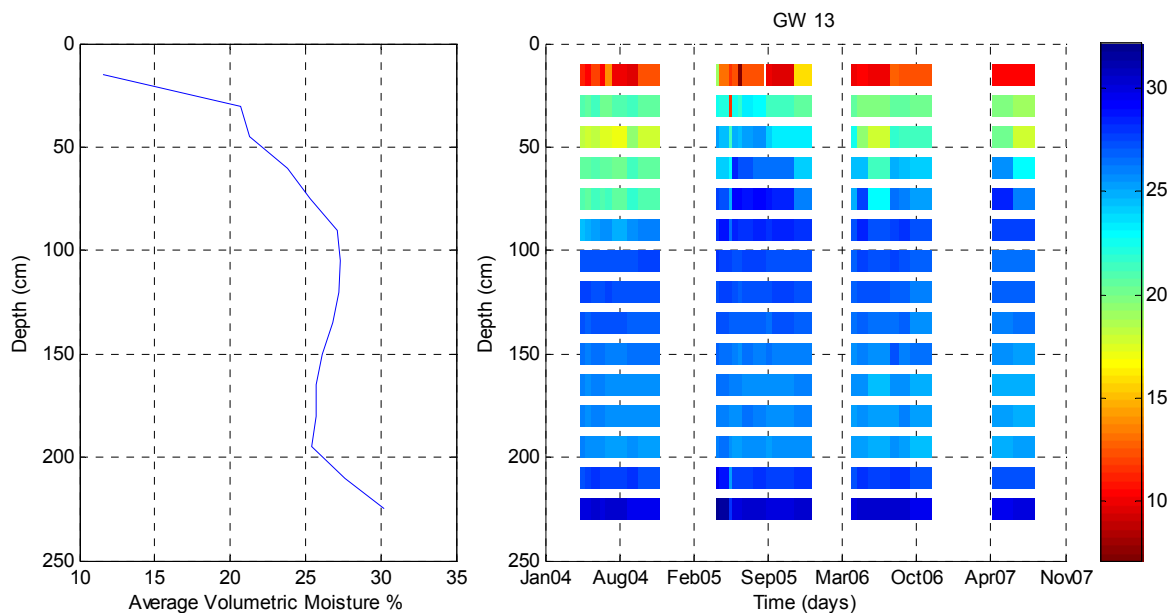 GW 13
0
50
100
150
200
250
Depth (cm)
10 15 20 25 30 35
Average Volumetric Moisture %
0
50
100
150
200
250
Depth (cm)
Jan04 Aug04 Feb05 Sep05 Mar06 Oct06 Apr07 Nov07
Time (days)
30
25
20
15
10